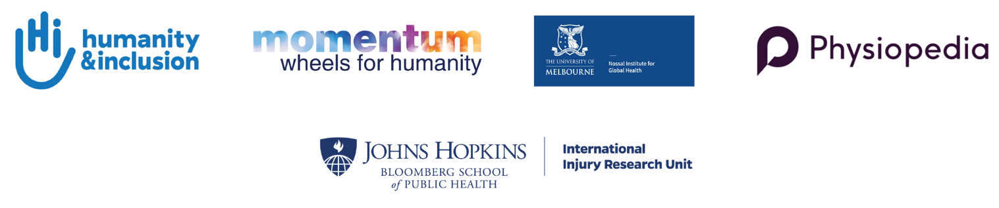 Hi
humanity
&inclusion
momentum
wheels for humanity
THE UNIVERSITY OF
MELBOURNE
Nossal Institute for
Global Health
Physiopedia
JOHNS HOPKINS
BLOOMBERG SCHOOL
of PUBLIC HEALTH
International
Injury Research Unit